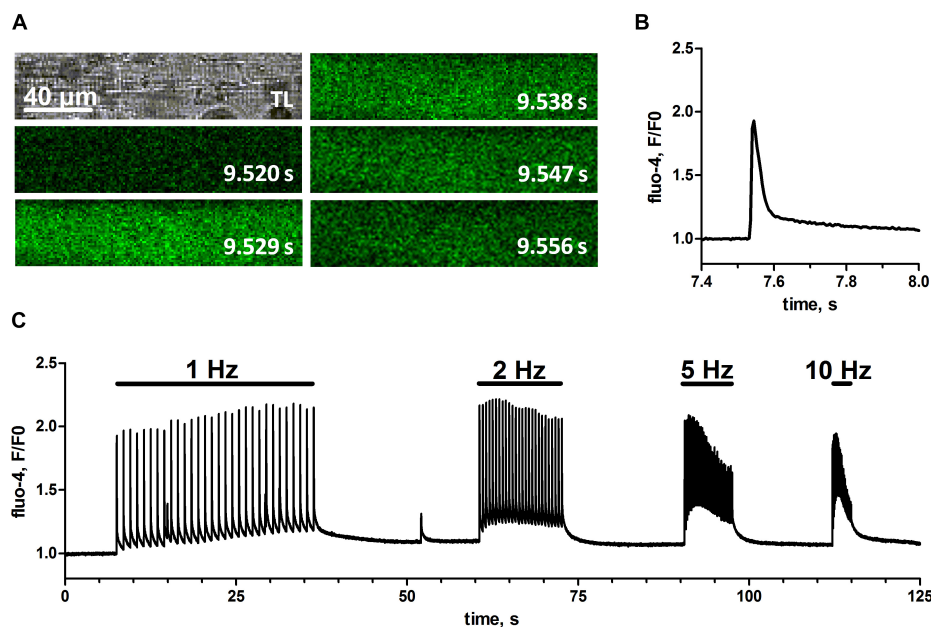 A
40 µm
TL
9.520 s
9.529 s
9.538 s
9.547 s
9.556 s
B
2.5
2.0
1.5
1.0
fluo-4, F/F0
7.4 7.6 7.8 8.0
time, s
C
1 Hz 2 Hz 5 Hz 10 Hz
2.5
2.0
1.5
1.0
fluo-4, F/F0
0 25 50 75 100 125
time, s